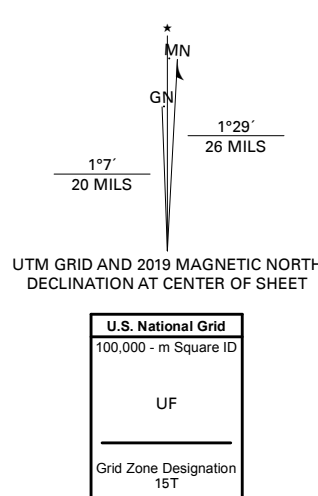 ★
MN
GN
1°29´
26 MILS
1°7´
20 MILS
UTM GRID AND 2019 MAGNETIC NORTH
DECLINATION AT CENTER OF SHEET
U.S. National Grid
100,000 - m Square ID
UF
Grid Zone Designation
15T